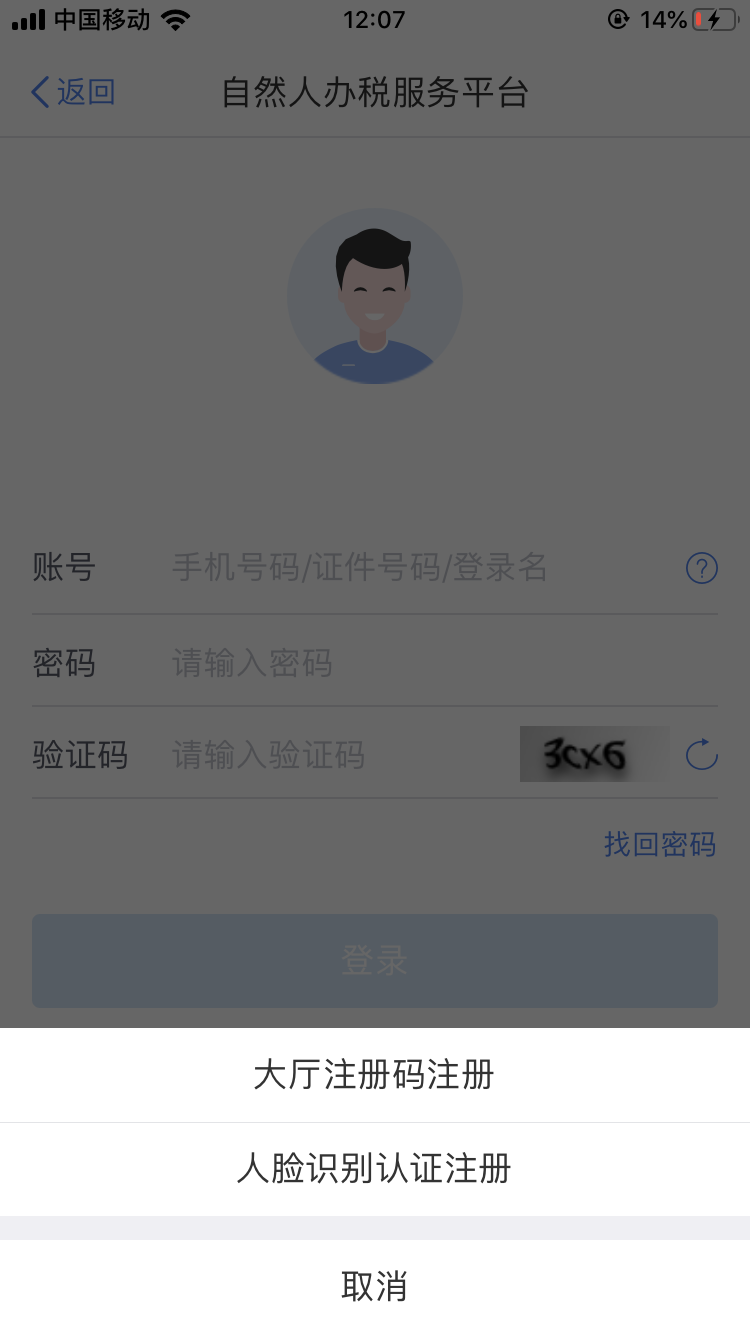 中国移动 12:07 14%
返回 自然人办税服务平台
账号 手机号码/证件号码/登录名 ?
密码 请输入密码
验证码 请输入验证码 3cx6
找回密码
登录
大厅注册码注册
人脸识别认证注册
取消